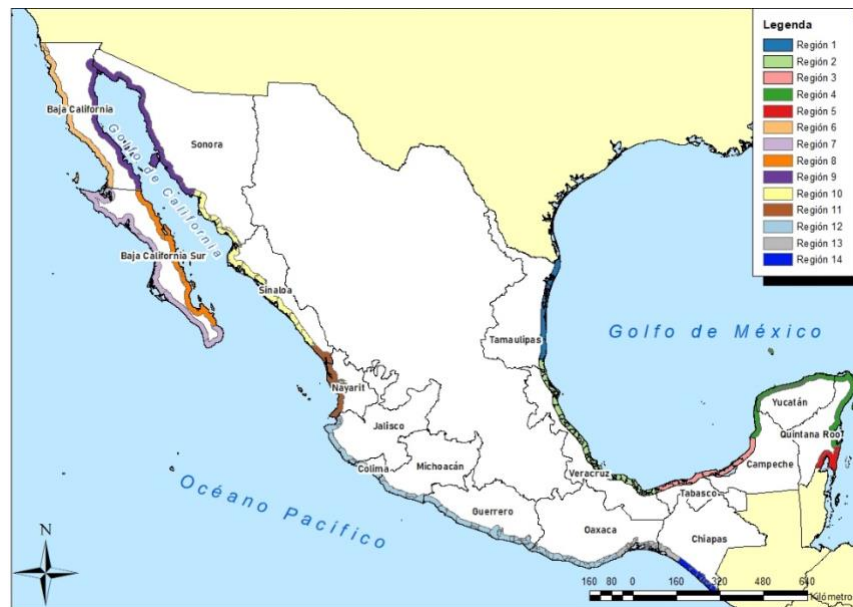 Legenda
Región 1
Región 2
Región 3
Región 4
Región 5
Región 6
Región 7
Región 8
Región 9
Región 10
Región 11
Región 12
Región 13
Región 14
Baja California
Sonora
Golfo de California
Baja California Sur
Sinaloa
Tamaulipas
Golfo de México
Nayarit
Yucatán
Jalisco
Quintana Roo
Colima
Michoacán
Veracruz
Campeche
Tabasco
Océano Pacífico
Guerrero
Oaxaca
Chiapas
N
160 80 0 160 320 480 640
Kilómetro